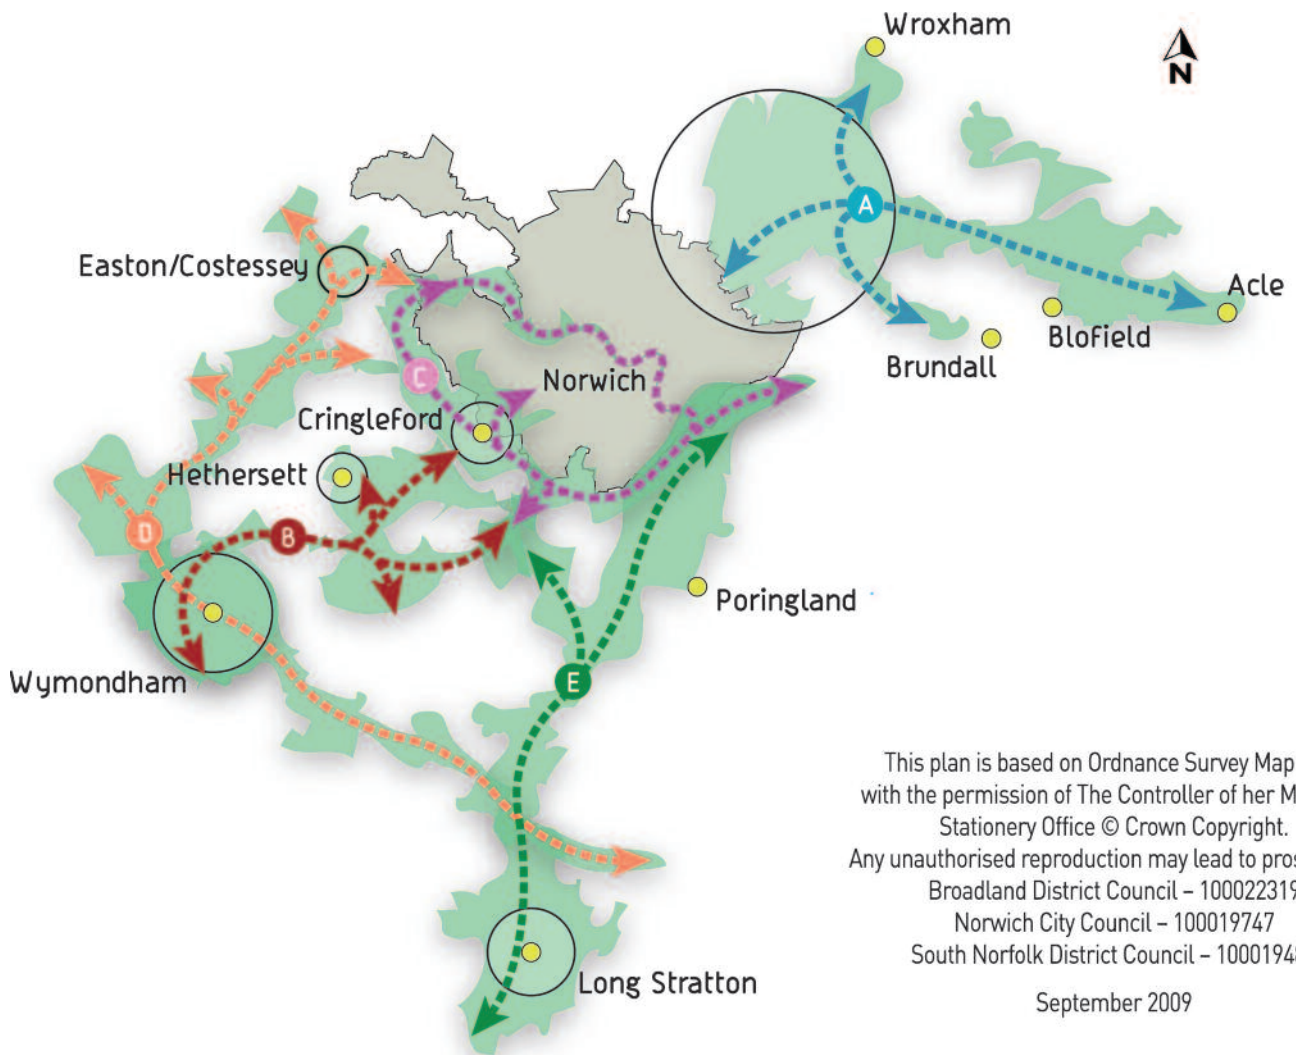 Wroxham
N
A
Easton/Costessey
Acle
Blofield
Brundall
C
Norwich
Cringleford
Hethersett
D
B
Poringland
Wymondham
E
This plan is based on Ordnance Survey Map
with the permission of The Controller of her M
Stationery Office © Crown Copyright.
Any unauthorised reproduction may lead to pros
Broadland District Council – 100022319
Norwich City Council – 100019747
South Norfolk District Council – 10001948
Long Stratton
September 2009